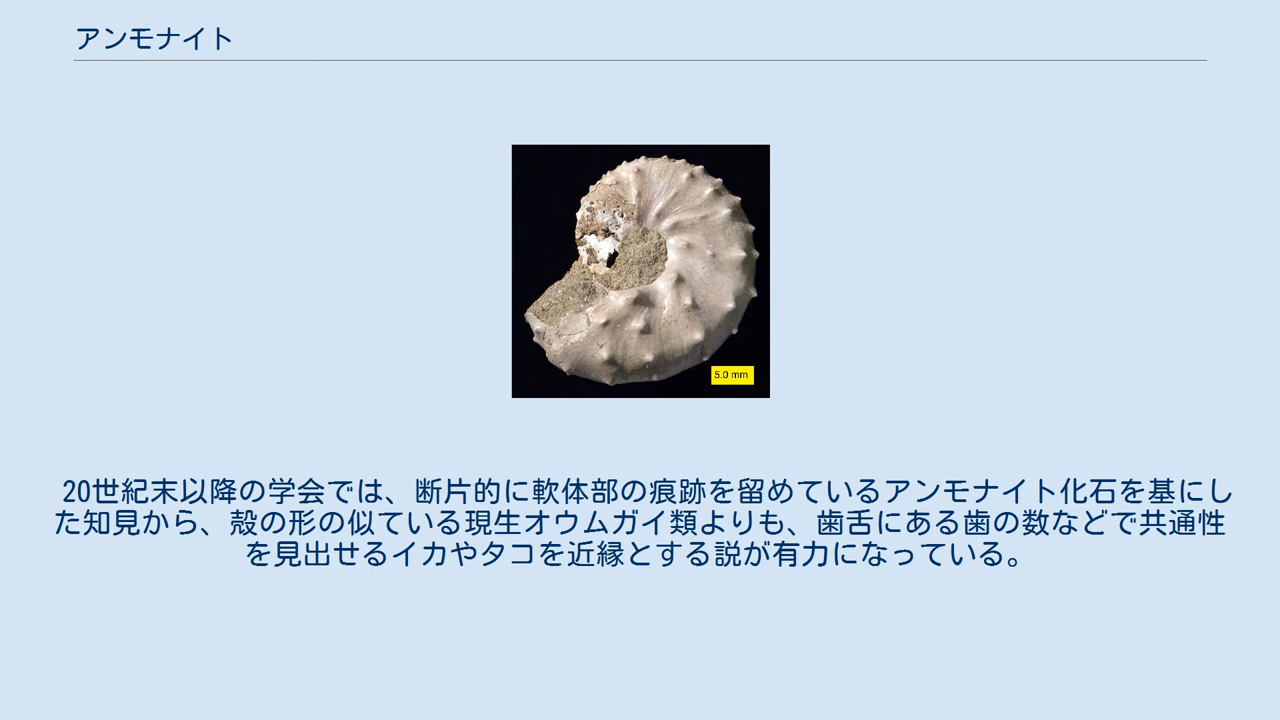 アンモナイト
5.0 mm
20世紀末以降の学会では、断片的に軟体部の痕跡を留めているアンモナイト化石を基にし
た知見から、殻の形の似ている現生オウムガイ類よりも、歯舌にある歯の数などで共通性
を見出せるイカやタコを近縁とする説が有力になっている。